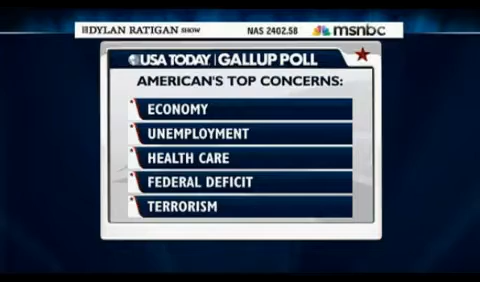 THE DYLAN RATIGAN SHOW NAS 2402.58 msnbc
USA TODAY | GALLUP POLL
AMERICAN'S TOP CONCERNS:
ECONOMY
UNEMPLOYMENT
HEALTH CARE
FEDERAL DEFICIT
TERRORISM